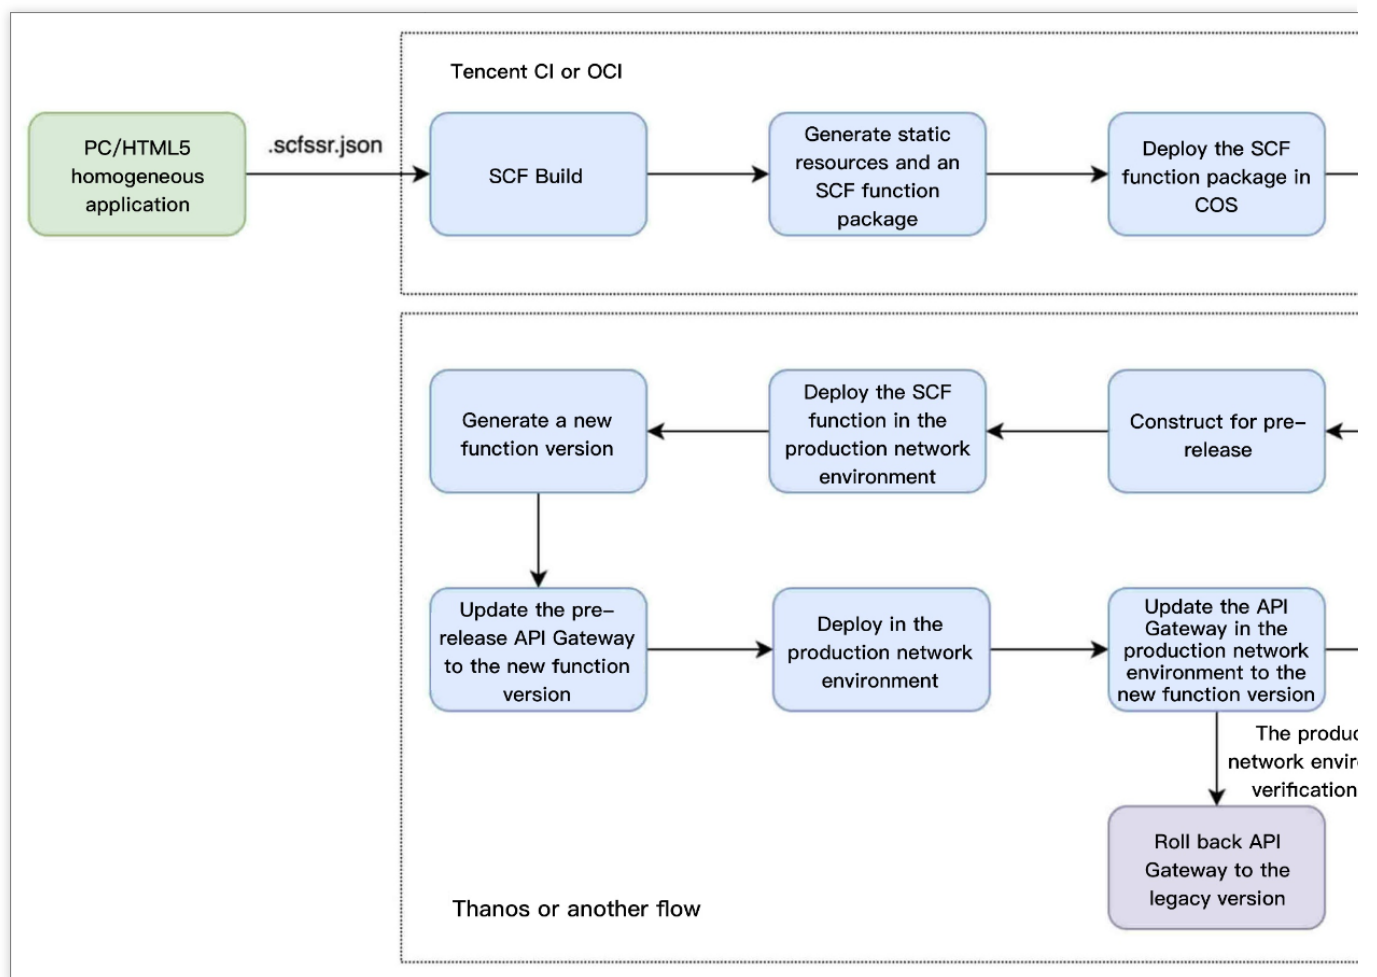 Tencent CI or OCI
PC/HTML5
homogeneous
application
.scfssr.json
SCF Build
Generate static
resources and an
SCF function
package
Deploy the SCF
function package in
COS
Generate a new
function version
Deploy the SCF
function in the
production network
environment
Construct for pre–
release
Update the pre–
release API Gateway
to the new function
version
Deploy in the
production network
environment
Update the API
Gateway in the
production network
environment to the
new function version
The
network
verification
Roll back API
Gateway to the
legacy version
Thanos or another flow